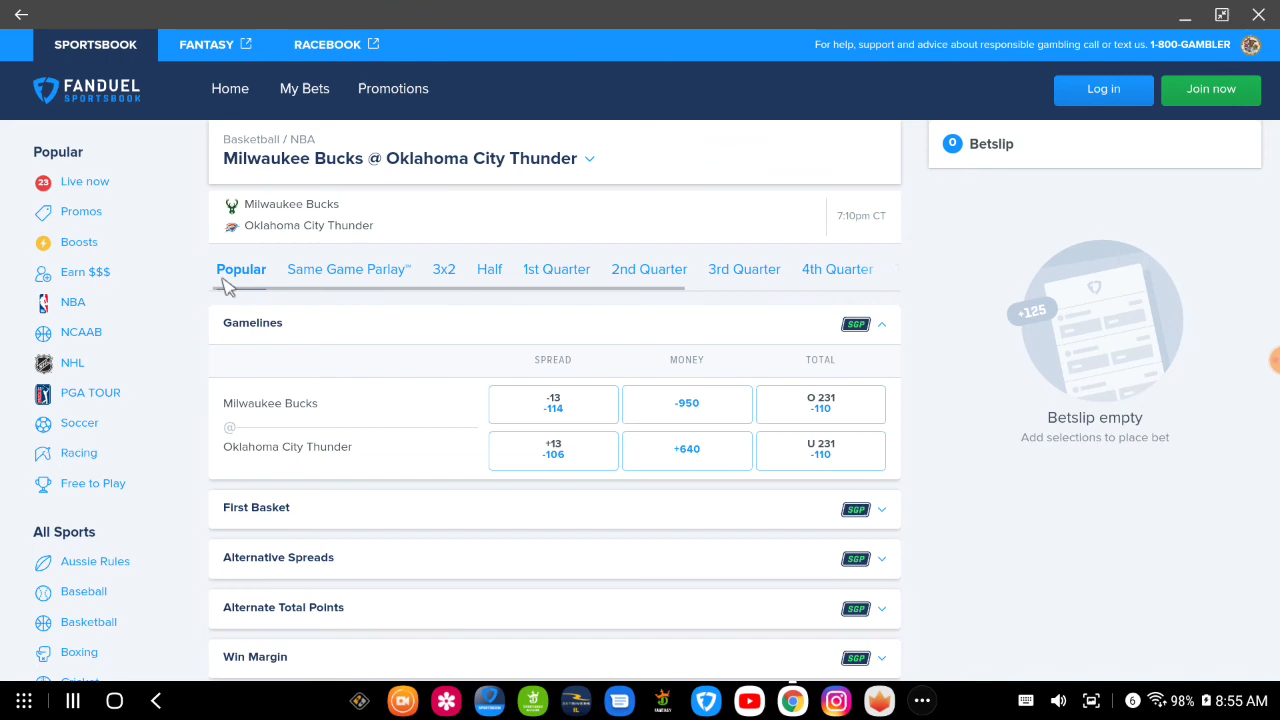 SPORTSBOOK
FANTASY
RACEBOOK
For help, support and advice about responsible gambling call or text us. 1-800-GAMBLER
FANDUEL
SPORTSBOOK
Home
My Bets
Promotions
Log in
Join now
Popular
23 Live now
Promos
Boosts
Earn $$$
NBA
NCAAB
NHL
PGA TOUR
Soccer
Racing
Free to Play
All Sports
Aussie Rules
Baseball
Basketball
Boxing
Basketball / NBA
Milwaukee Bucks @ Oklahoma City Thunder
Milwaukee Bucks
Oklahoma City Thunder
7:10pm CT
Popular Same Game Parlay™ 3x2 Half 1st Quarter 2nd Quarter 3rd Quarter 4th Quarter
Gamelines SGP
SPREAD MONEY TOTAL
Milwaukee Bucks
-13
-114
-950
O 231
-110
@
Oklahoma City Thunder
+13
-106
+640
U 231
-110
First Basket SGP
Alternative Spreads SGP
Alternate Total Points SGP
Win Margin SGP
0 Betslip
+125
Betslip empty
Add selections to place bet
6 98% 8:55 AM